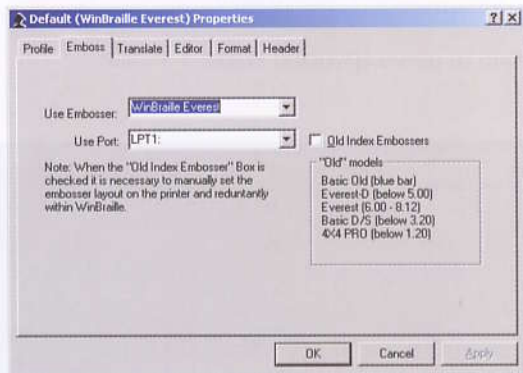 Default (WinBraille Everest) Properties
Profile Emboss Translate Editor Format Header
Use Embosser: WinBraille Everest
Use Port: LPT1:
Old Index Embossers
Note: When the "Old Index Embosser" Box is
checked it is necessary to manually set the
embosser layout on the printer and reduntantly
within WinBraille.
"Old" models
Basic Old (blue bar)
Everest-D (below 5.00)
Everest (6.00 - 8.12)
Basic D/S (below 3.20)
4X4 PRO (below 1.20)
OK Cancel Apply